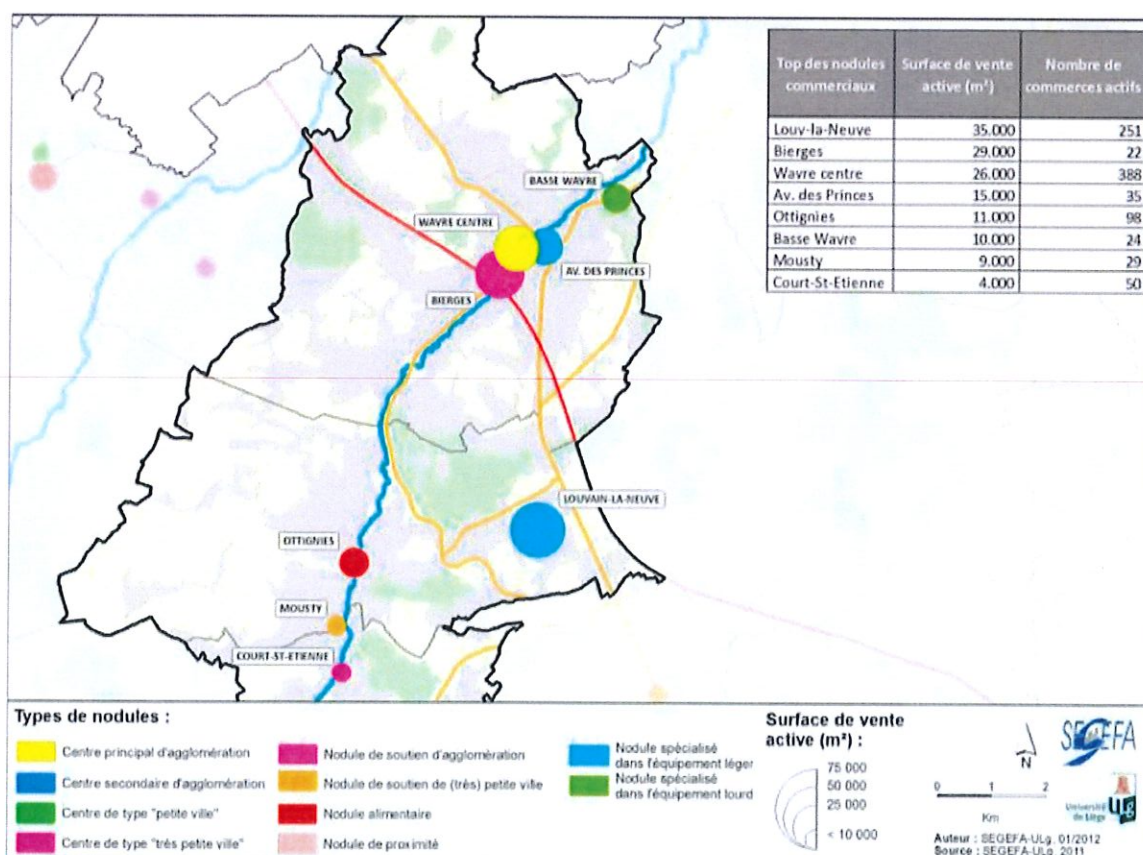 Top des nodules commerciaux Surface de vente active (m²) Nombre de commerces actifs
Louv-la-Neuve 35.000 251
Bierges 29.000 22
Wavre centre 26.000 388
Av. des Princes 15.000 35
Ottignies 11.000 98
Basse Wavre 10.000 24
Mousty 9.000 29
Court-St-Etienne 4.000 50
BASSE WAVRE
WAVRE CENTRE
AV. DES PRINCES
BIERGES
LOUVAIN-LA-NEUVE
OTTIGNIES
MOUSTY
COURT-ST-ETIENNE
Types de nodules :
Centre principal d'agglomération
Centre secondaire d'agglomération
Centre de type "petite ville"
Centre de type "très petite ville"
Nodule de soutien d'agglomération
Nodule de soutien de (très) petite ville
Nodule alimentaire
Nodule de proximité
Nodule spécialisé
dans l'équipement léger
Nodule spécialisé
dans l'équipement lourd
Surface de vente
active (m²) :
75 000
50 000
25 000
< 10 000
N
0 1 2
Km
SEGEFA
Université
de Liège
ULg
Auteur : SEGEFA-ULg, 01/2012
Source : SEGEFA-ULg, 2011